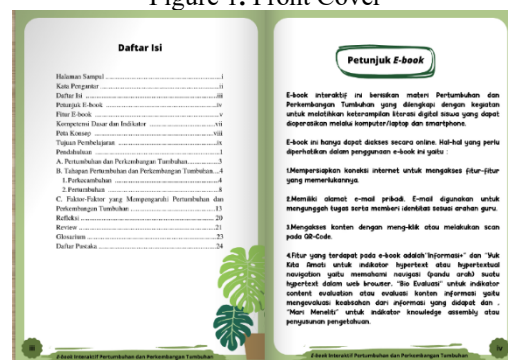 Figure 1. Front Cover
Daftar Isi
Halaman Sampul ..... i
Kata Pengantar ..... ii
Daftar Isi ..... iii
Petunjuk E-book ..... iv
Fitur E-book ..... v
Kompetensi Dasar dan Indikator ..... vii
Peta Konsep ..... viii
Tujuan Pembelajaran ..... ix
Pendahuluan ..... 1
A. Pertumbuhan dan Perkembangan Tumbuhan ..... 3
B. Tahapan Pertumbuhan dan Perkembangan Tumbuhan ... 4
1. Perkecambahan ..... 4
2. Pertumbuhan ..... 8
C. Faktor-Faktor yang Mempengaruhi Pertumbuhan dan
Perkembangan Tumbuhan ..... 13
Refleksi ..... 20
Review ..... 21
Glosarium ..... 23
Daftar Pustaka ..... 24
iii
E-book Interaktif Pertumbuhan dan Perkembangan Tumbuhan
Petunjuk E-book
E-book interaktif ini berisikan materi Pertumbuhan dan
Perkembangan Tumbuhan yang dilengkapi dengan kegiatan
untuk melatihkan keterampilan literasi digital siswa yang dapat
dioperasikan melalui komputer/laptop dan smartphone.
E-book ini hanya dapat diakses secara online. Hal-hal yang perlu
diperhatikan dalam penggunaan e-book ini yaitu :
1.Mempersiapkan koneksi internet untuk mengakses fitur-fitur
yang memerlukannya.
2.Memiliki alamat e-mail pribadi. E-mail digunakan untuk
mengunggah tugas serta memberi identitas sesuai arahan guru.
3.Mengakses konten dengan meng-klik atau melakukan scan
pada QR-Code.
4.Fitur yang terdapat pada e-book adalah"Informasi+" dan "Yuk
Kita Amati untuk indikator hypertext atau hypertextual
navigation yaitu memahami navigasi (pandu arah) suatu
hypertext dalam web browser. "Bio Evaluasi" untuk indikator
content evaluation atau evaluasi konten informasi yaitu
mengevaluasi keabsahan dari informasi yang didapat dan .
"Mari Meneliti" untuk indikator knowledge assembly atau
penyusunan pengetahuan.
iv
E-book Interaktif Pertumbuhan dan Perkembangan Tumbuhan